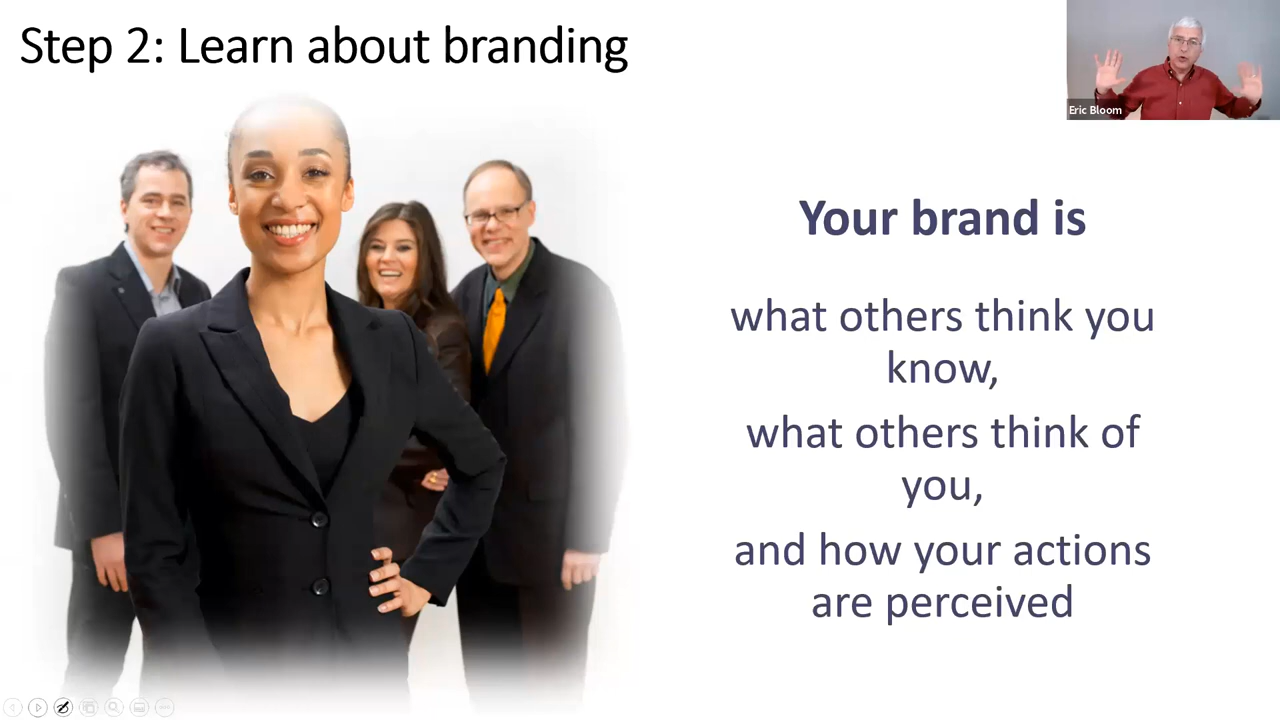 Step 2: Learn about branding
Eric Bloom
Your brand is
what others think you
know,
what others think of
you,
and how your actions
are perceived